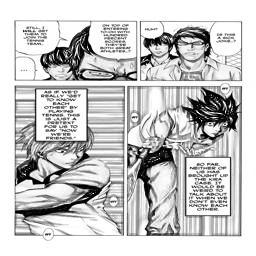 STILL, I
WILL GET
THEM TO
JOIN THE
TENNIS
TEAM.
ON TOP OF
ENTERING
TO-OH WITH
HUNDRED
PERCENT
SCORES,
THEY'RE
BOTH GREAT
ATHLETES...?
HUH?
IS THIS
A SICK
JOKE...?
....
AS IF WE'D
REALLY "GET
TO KNOW
EACH OTHER"
BY PLAYING
TENNIS. THIS
IS JUST A
PRETEXT
FOR US TO
SAY "NOW
WE'RE
FRIENDS."
SO FAR,
NEITHER OF
US HAS
BROUGHT UP
THE KIRA
CASE. IT
WOULD BE
WEIRD TO
TALK ABOUT
IT WHEN WE
DON'T EVEN
KNOW EACH
OTHER.